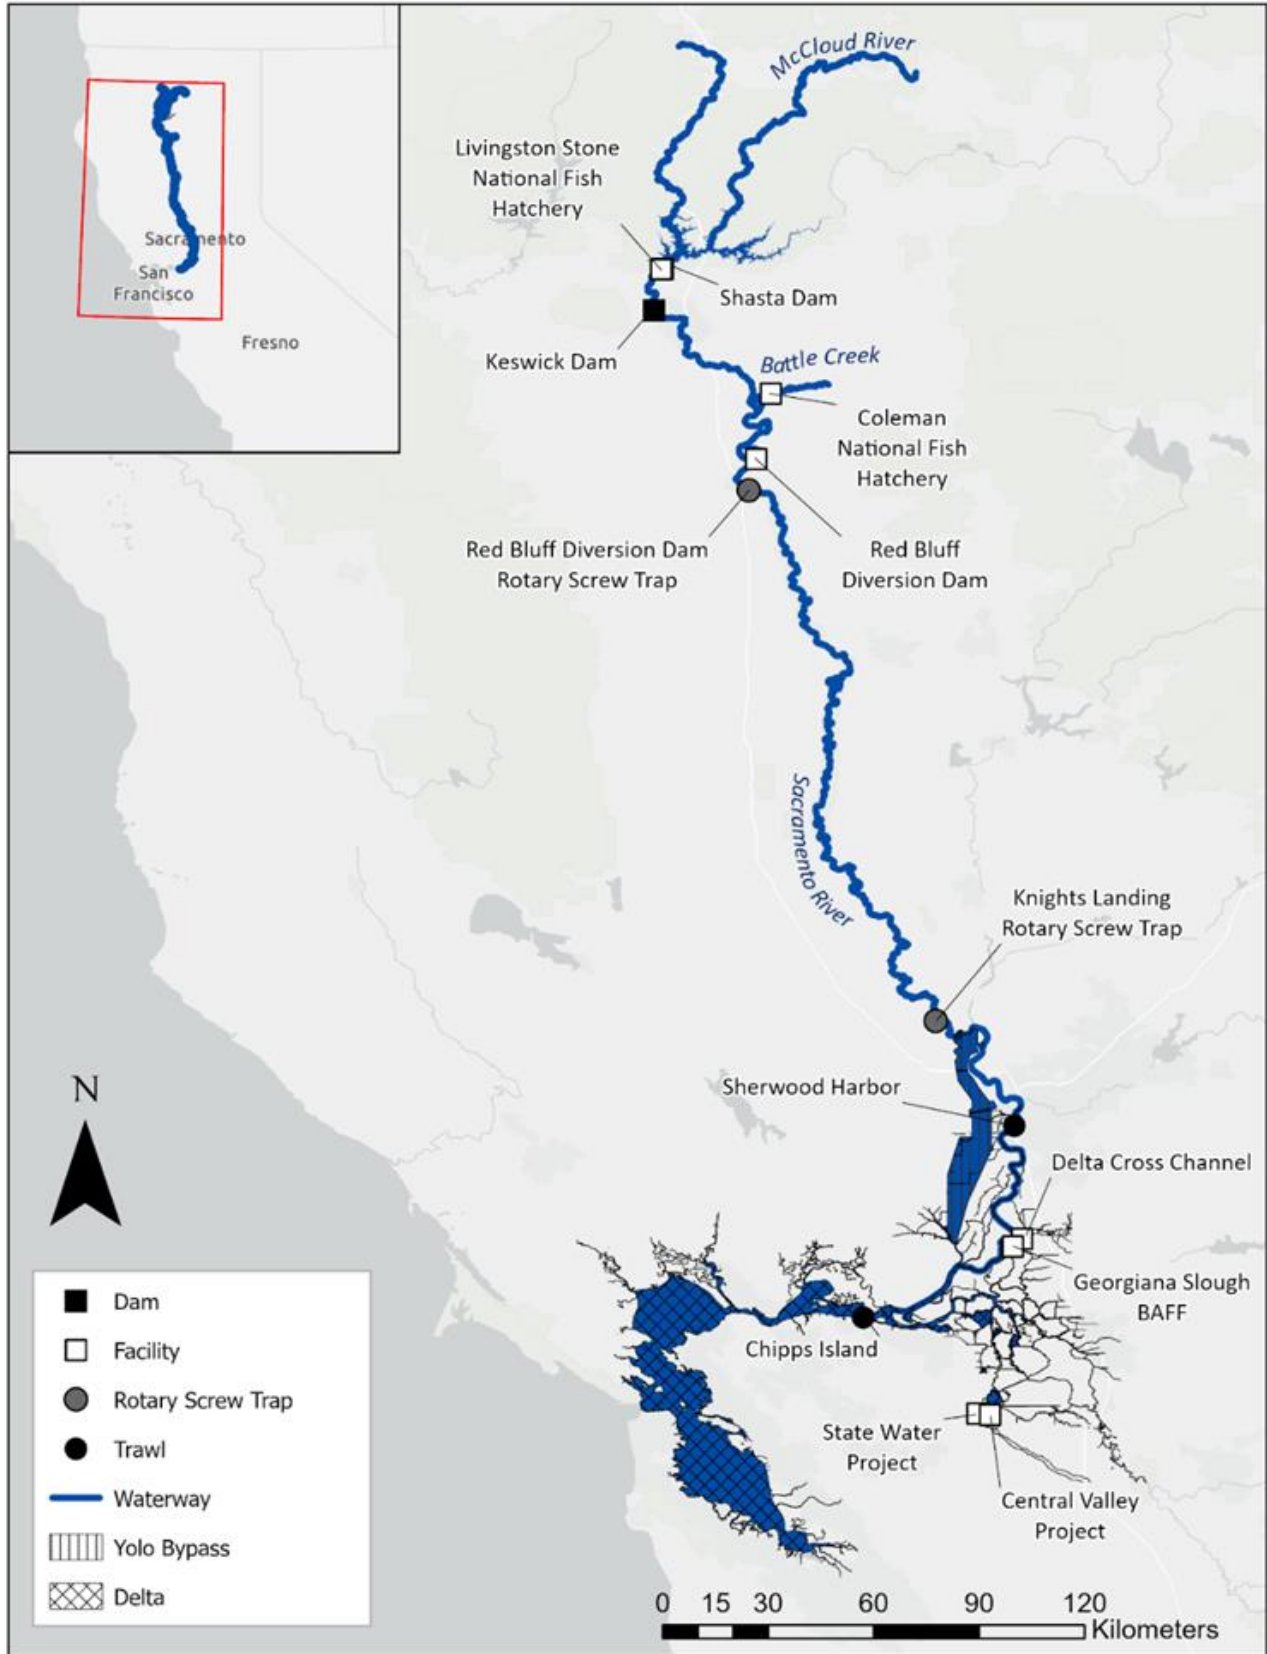 McCloud River
Livingston Stone
National Fish
Hatchery
Sacramento
San
Francisco
Fresno
Shasta Dam
Keswick Dam
Battle Creek
Coleman
National Fish
Hatchery
Red Bluff Diversion Dam
Rotary Screw Trap
Red Bluff
Diversion Dam
Sacramento River
Knights Landing
Rotary Screw Trap
Sherwood Harbor
N
Delta Cross Channel
Georgiana Slough
BAFF
Chipps Island
State Water
Project
Central Valley
Project
Dam
Facility
Rotary Screw Trap
Trawl
Waterway
Yolo Bypass
Delta
0 15 30 60 90 120
Kilometers